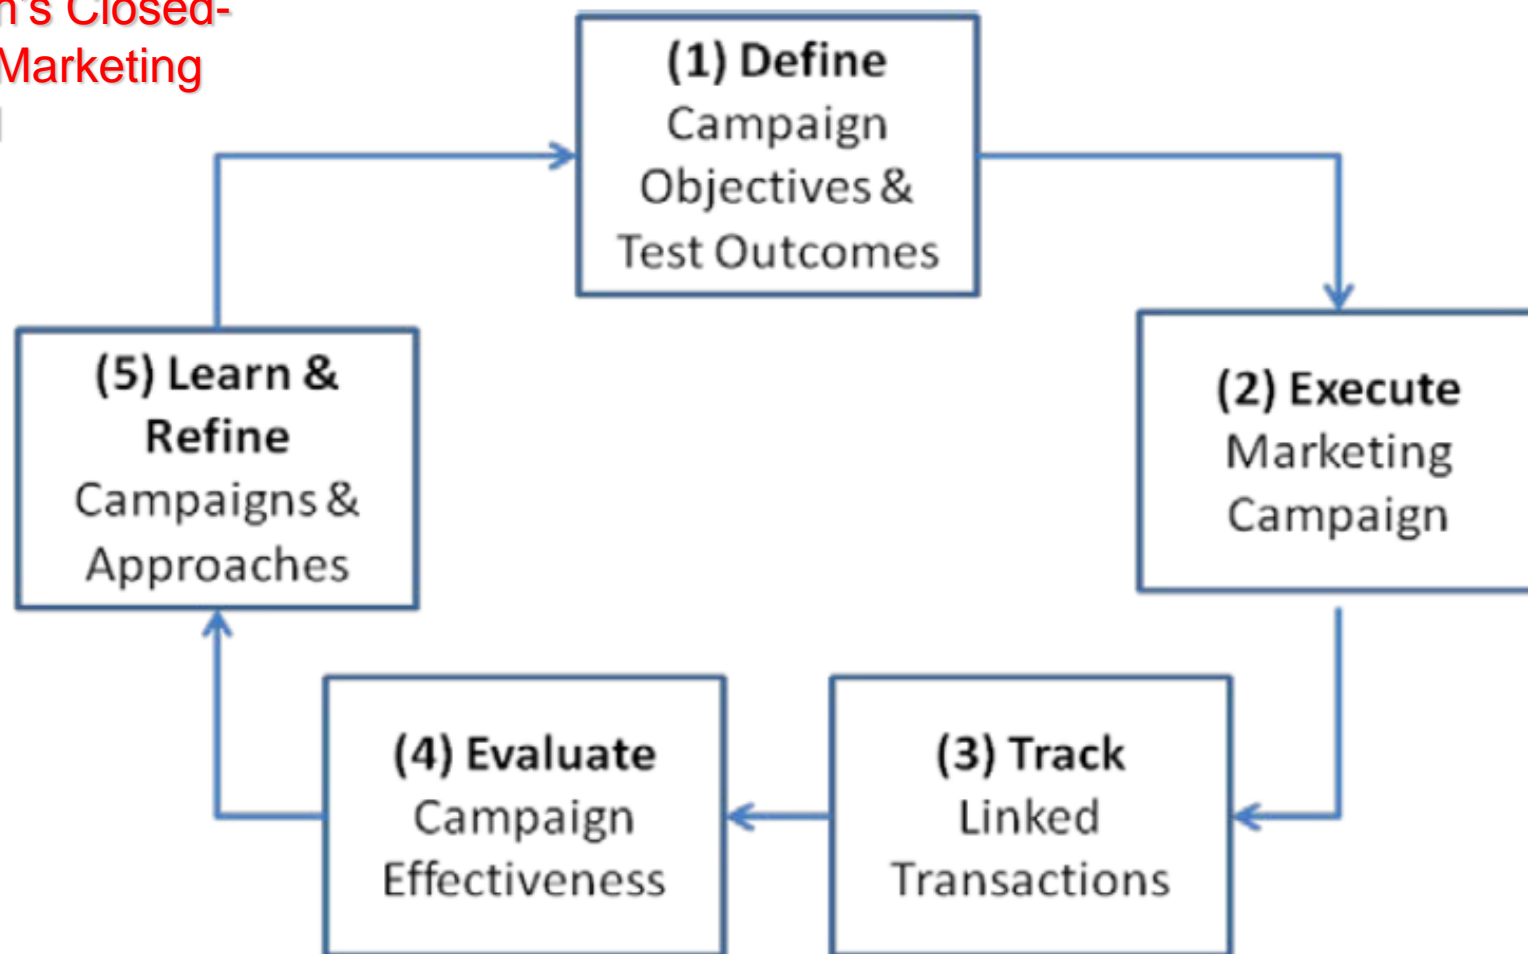 Closed-
Marketing
(1) Define
Campaign
Objectives &
Test Outcomes
(2) Execute
Marketing
Campaign
(3) Track
Linked
Transactions
(4) Evaluate
Campaign
Effectiveness
(5) Learn &
Refine
Campaigns &
Approaches